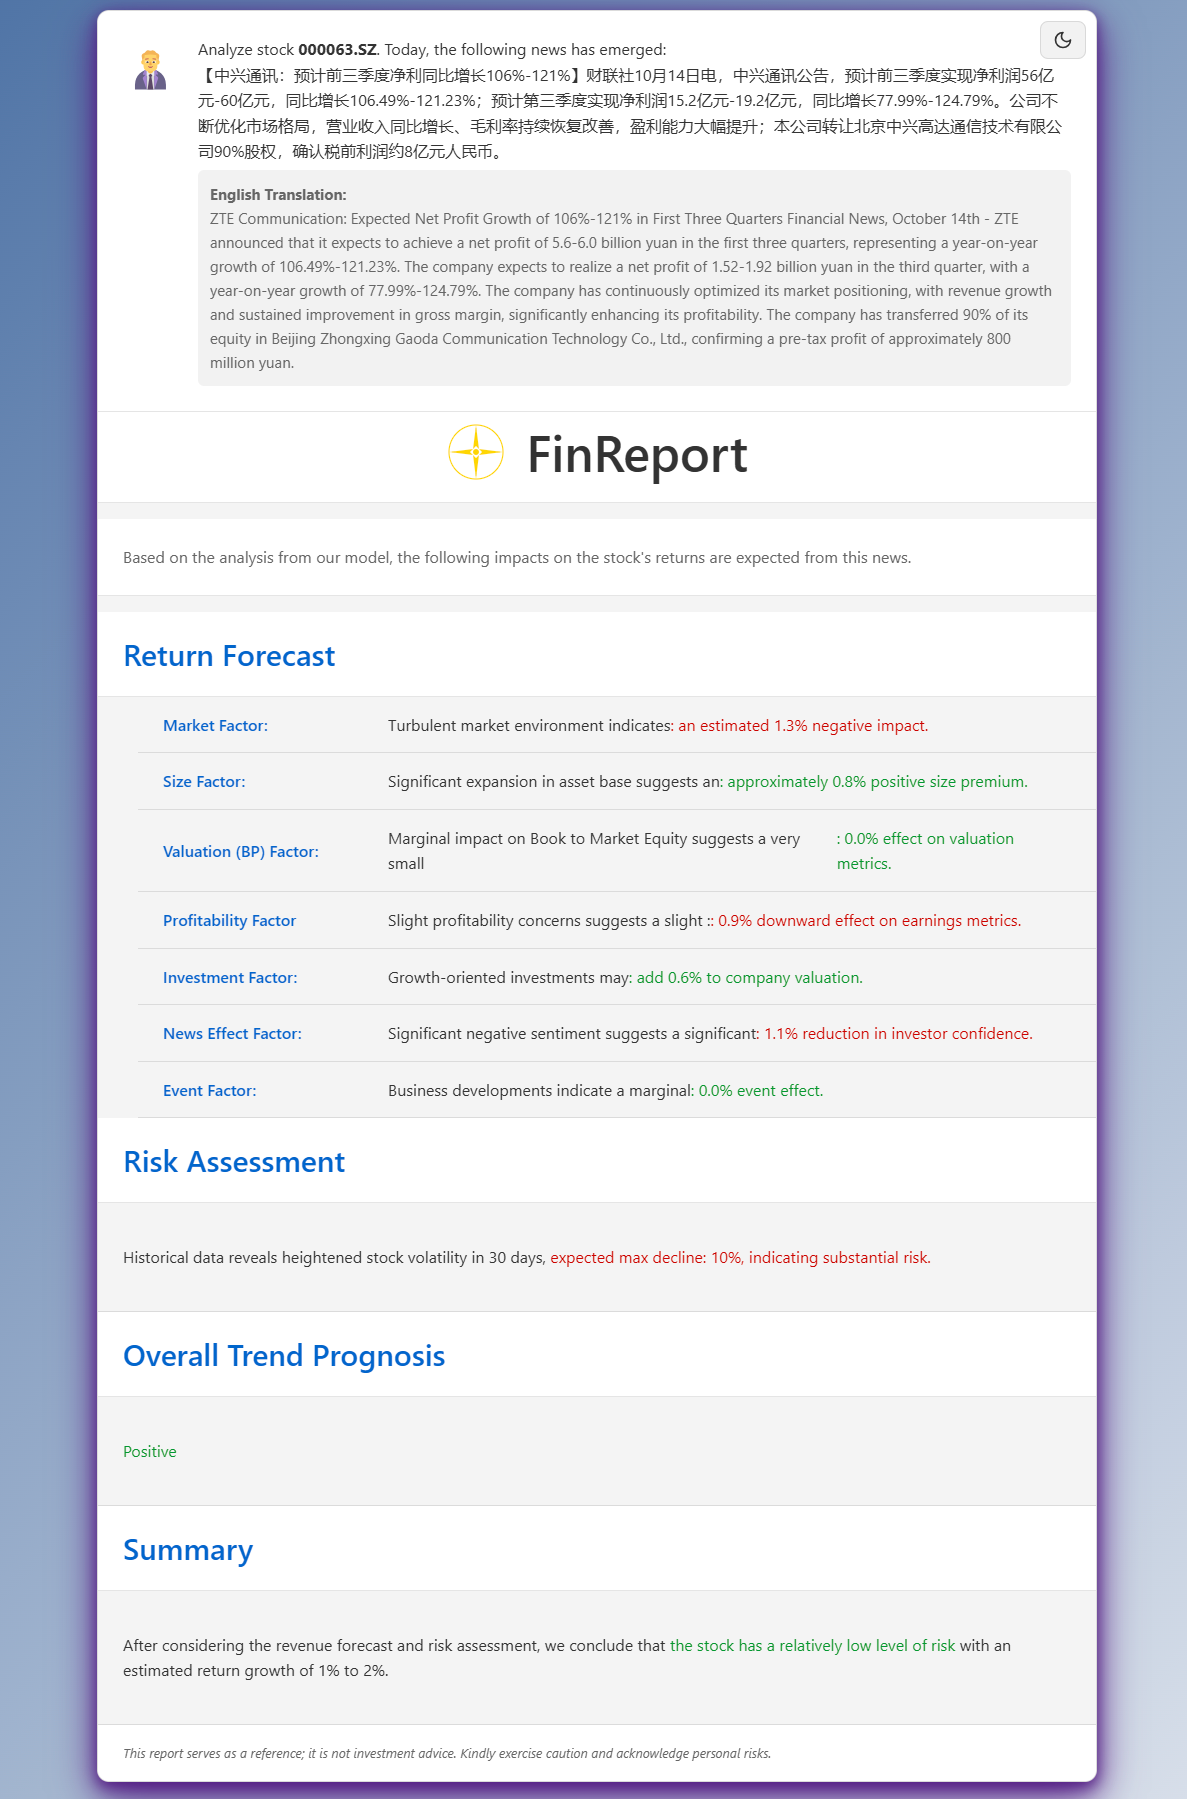 Analyze stock 000063.SZ. Today, the following news has emerged:
【中兴通讯：预计前三季度净利同比增长106%-121%】财联社10月14日电，中兴通讯公告，预计前三季度实现净利润56亿
元-60亿元，同比增长106.49%-121.23%；预计第三季度实现净利润15.2亿元-19.2亿元，同比增长77.99%-124.79%。公司不
断优化市场格局，营业收入同比增长、毛利率持续恢复改善，盈利能力大幅提升；本公司转让北京中兴高达通信技术有限公
司90%股权，确认税前利润约8亿元人民币。
English Translation:
ZTE Communication: Expected Net Profit Growth of 106%-121% in First Three Quarters Financial News, October 14th - ZTE
announced that it expects to achieve a net profit of 5.6-6.0 billion yuan in the first three quarters, representing a year-on-year
growth of 106.49%-121.23%. The company expects to realize a net profit of 1.52-1.92 billion yuan in the third quarter, with a
year-on-year growth of 77.99%-124.79%. The company has continuously optimized its market positioning, with revenue growth
and sustained improvement in gross margin, significantly enhancing its profitability. The company has transferred 90% of its
equity in Beijing Zhongxing Gaoda Communication Technology Co., Ltd., confirming a pre-tax profit of approximately 800
million yuan.
FinReport
Based on the analysis from our model, the following impacts on the stock's returns are expected from this news.
Return Forecast
Market Factor: Turbulent market environment indicates: an estimated 1.3% negative impact.
Size Factor: Significant expansion in asset base suggests an: approximately 0.8% positive size premium.
Valuation (BP) Factor: Marginal impact on Book to Market Equity suggests a very
small : 0.0% effect on valuation
metrics.
Profitability Factor Slight profitability concerns suggests a slight :: 0.9% downward effect on earnings metrics.
Investment Factor: Growth-oriented investments may: add 0.6% to company valuation.
News Effect Factor: Significant negative sentiment suggests a significant: 1.1% reduction in investor confidence.
Event Factor: Business developments indicate a marginal: 0.0% event effect.
Risk Assessment
Historical data reveals heightened stock volatility in 30 days, expected max decline: 10%, indicating substantial risk.
Overall Trend Prognosis
Positive
Summary
After considering the revenue forecast and risk assessment, we conclude that the stock has a relatively low level of risk with an
estimated return growth of 1% to 2%.
This report serves as a reference; it is not investment advice. Kindly exercise caution and acknowledge personal risks.